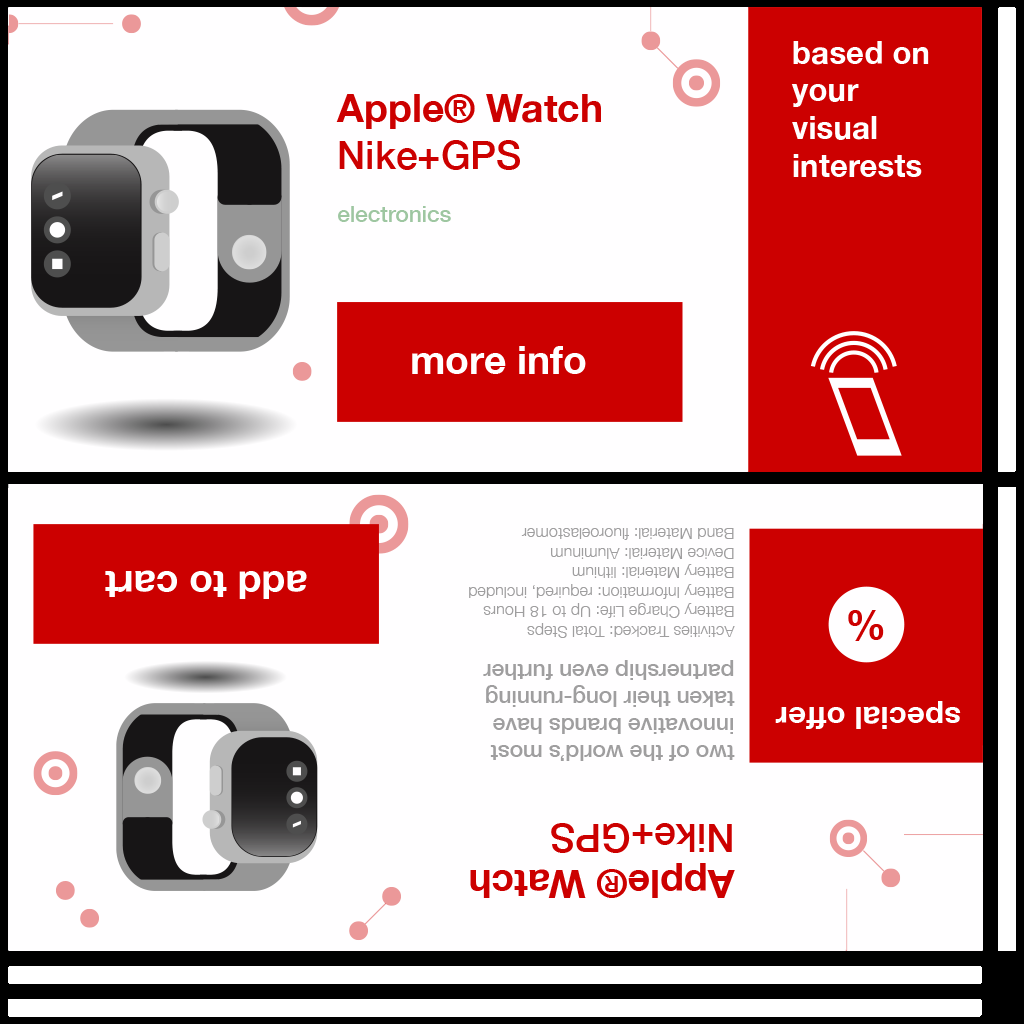 Apple® Watch
Nike+GPS
electronics
more info
based on
your
visual
interests
Apple® Watch
Nike+GPS
two of the world's most
innovative brands have
taken their long-running
partnership even further
Activities Tracked: Total Steps
Battery Charge Life: Up to 18 Hours
Battery Information: required, included
Battery Material: lithium
Device Material: Aluminum
Band Material: fluoroelastomer
special offer
%
add to cart